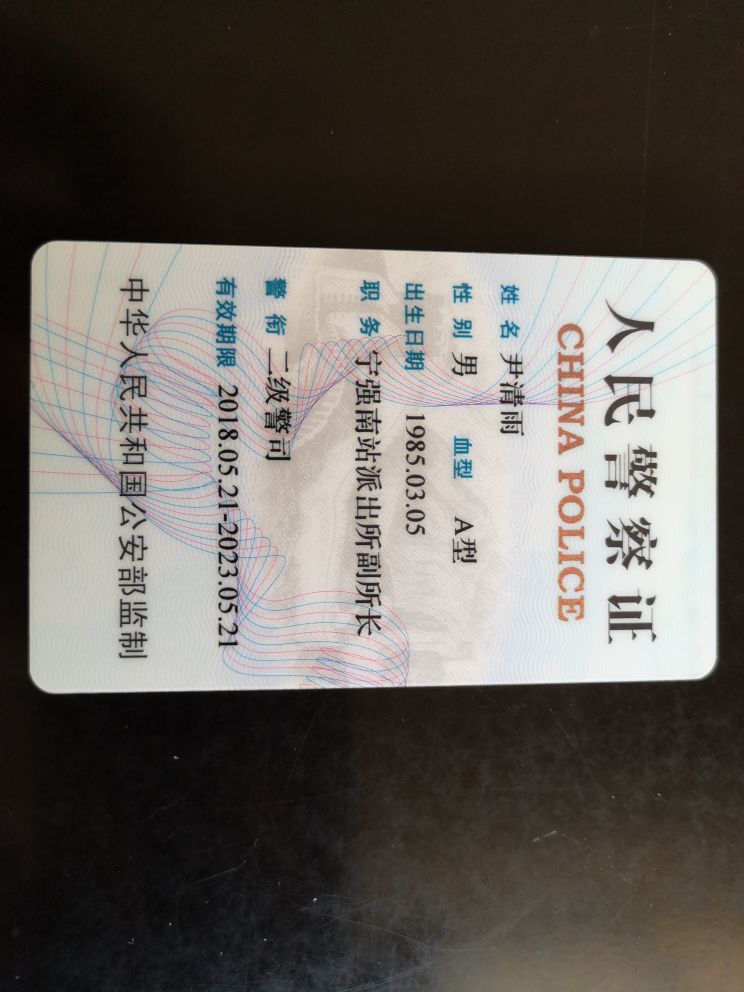 人民警察证
CHINA POLICE
姓名 尹清雨
性别 男 血型 A型
出生日期 1985.03.05
职务 宁强南站派出所副所长
警衔 二级警司
有效期限 2018.05.21-2023.05.21
中华人民共和国公安部监制